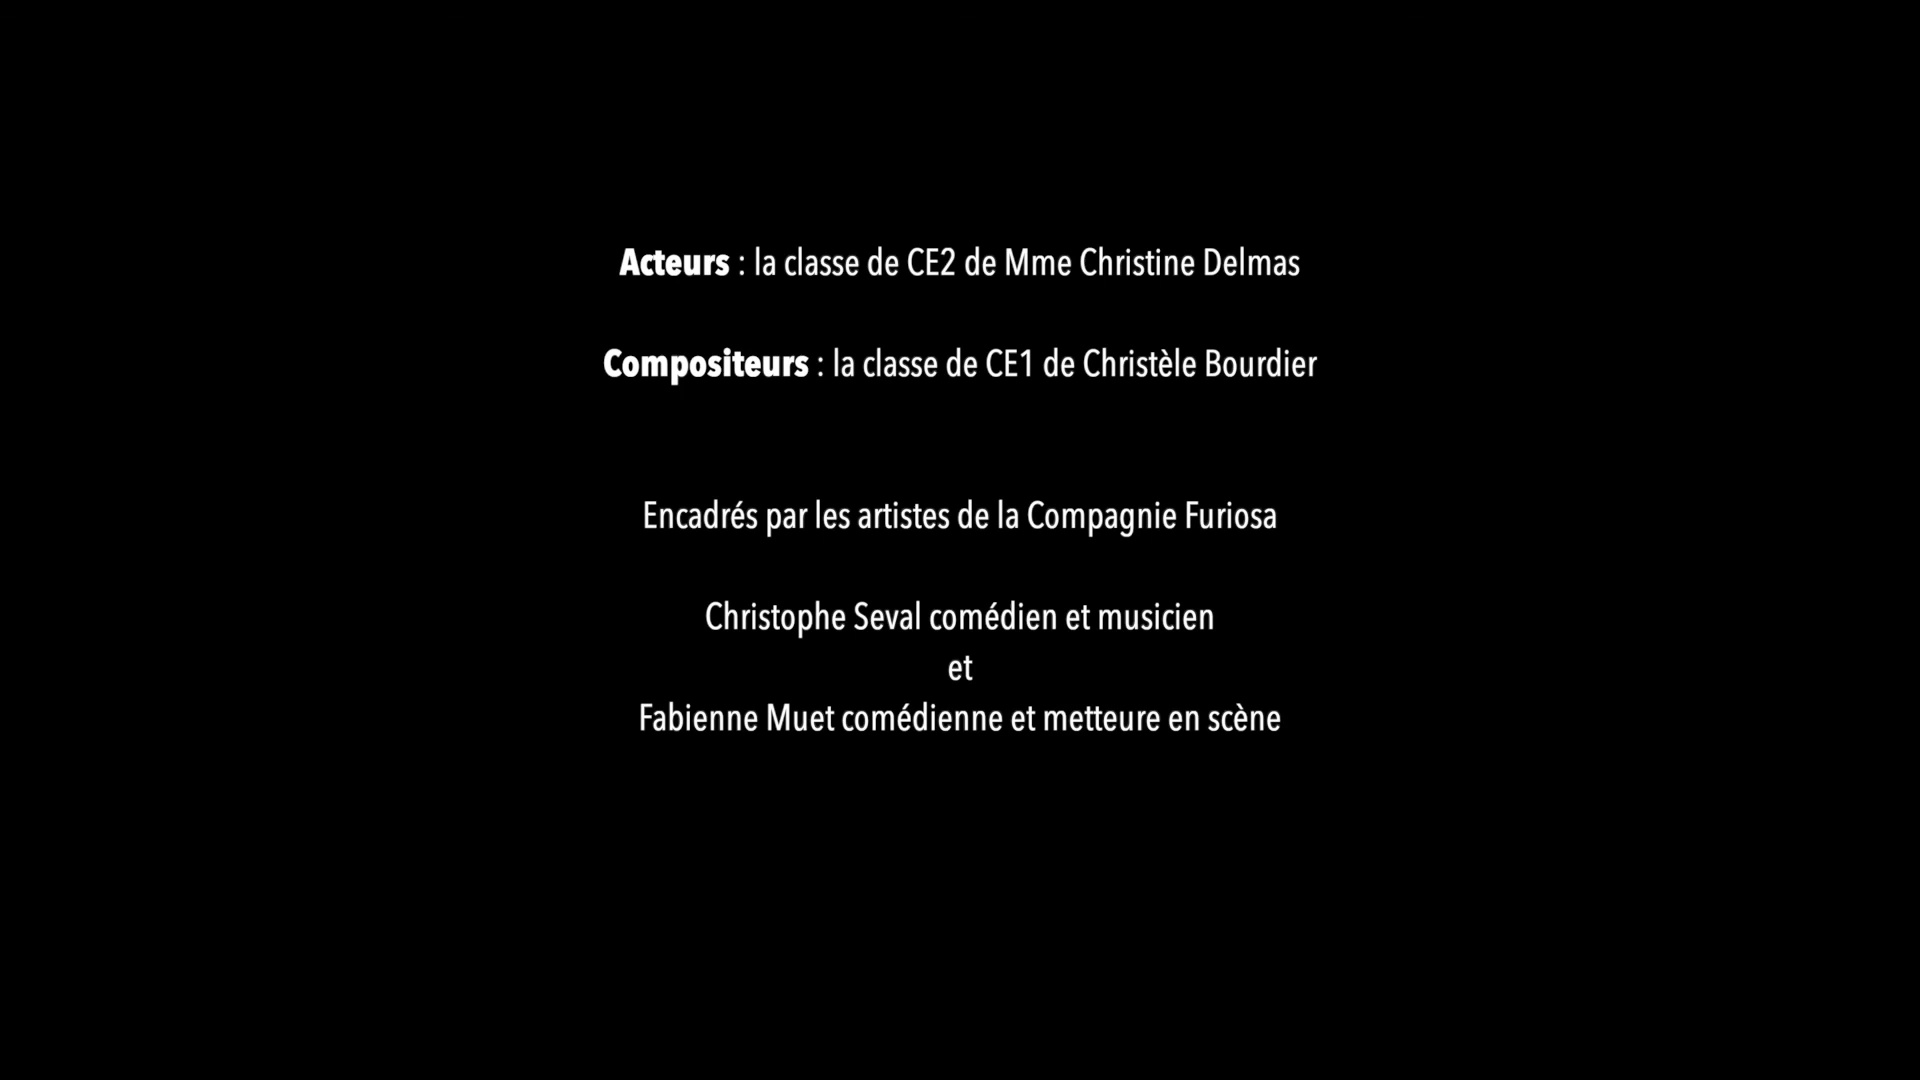 Acteurs : la classe de CE2 de Mme Christine Delmas
Compositeurs : la classe de CE1 de Christèle Bourdier
Encadrés par les artistes de la Compagnie Furiosa
Christophe Seval comédien et musicien
et
Fabienne Muet comédienne et metteure en scène